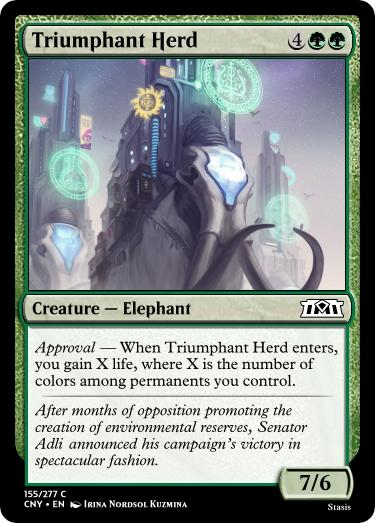 Triumphant Herd 4
Creature — Elephant
Approval — When Triumphant Herd enters,
you gain X life, where X is the number of
colors among permanents you control.
After months of opposition promoting the
creation of environmental reserves, Senator
Adli announced his campaign's victory in
spectacular fashion.
7/6
155/277 C
CNY • EN Irina Nordsol Kuzmina
Stasis